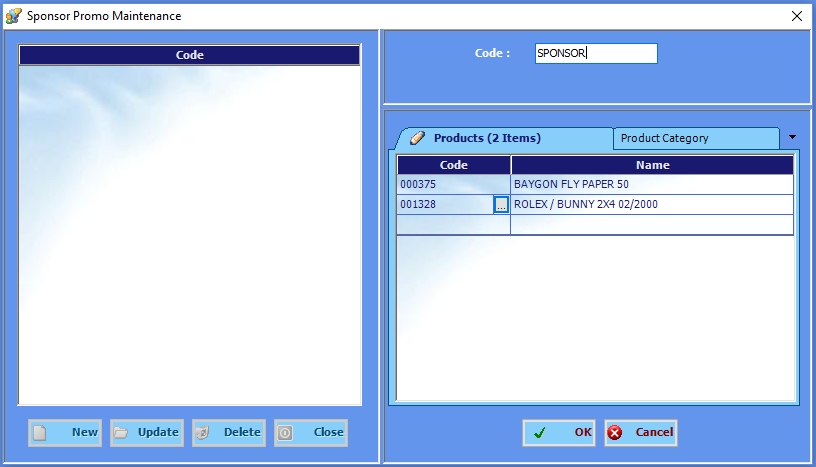 Sponsor Promo Maintenance
Code
New Update Delete Close
Code : SPONSOR
Products (2 Items) Product Category
Code Name
000375 BAYGON FLY PAPER 50
001328 ... ROLEX / BUNNY 2X4 02/2000
OK Cancel